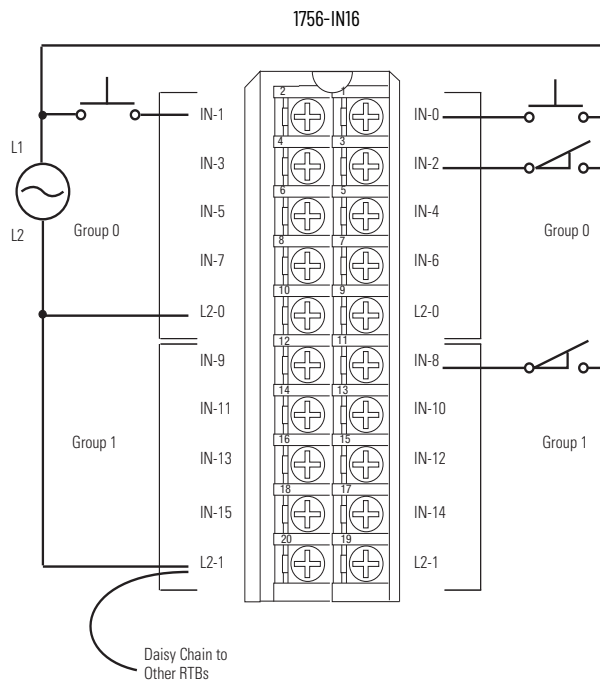 1756-IN16
2 1
IN-1 IN-0
L1
4 3
IN-3 IN-2
6 5
IN-5 IN-4
L2 Group 0 Group 0
8 7
IN-7 IN-6
10 9
L2-0 L2-0
12 11
IN-9 IN-8
14 13
IN-11 IN-10
Group 1 Group 1
16 15
IN-13 IN-12
18 17
IN-15 IN-14
20 19
L2-1 L2-1
Daisy Chain to
Other RTBs